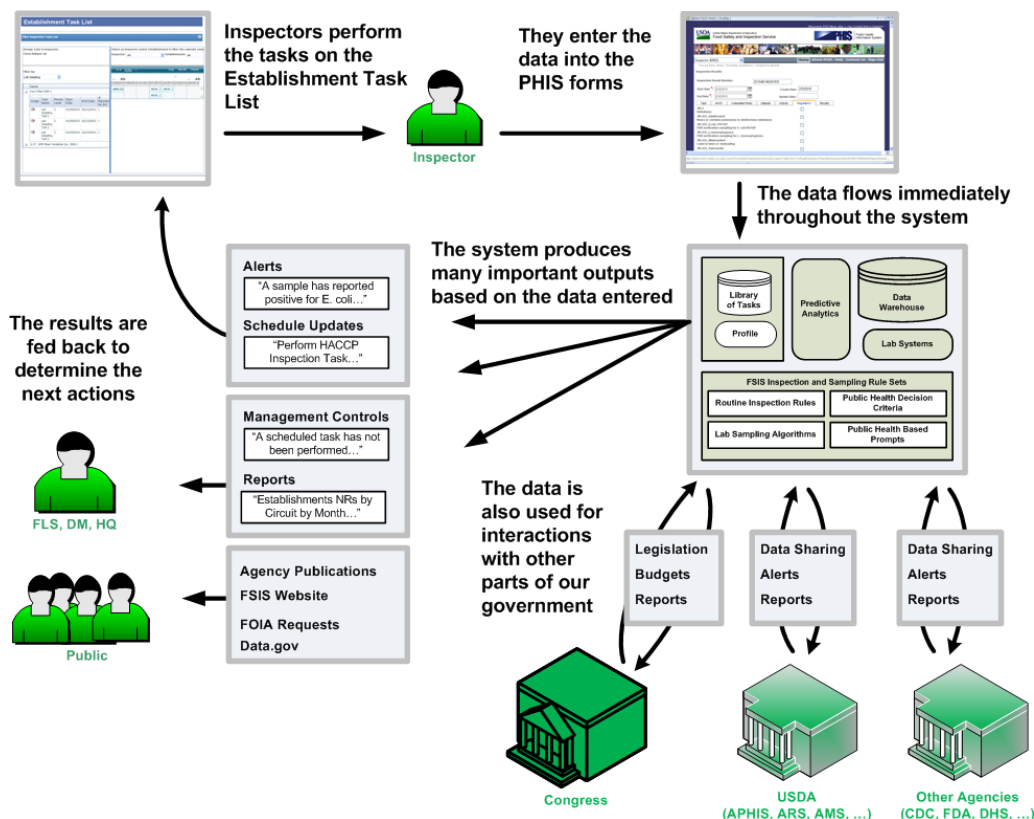 Establishment Task List
Inspectors perform
the tasks on the
Establishment Task
List
Inspector
They enter the
data into the
PHIS forms
USDA
Food Safety and Inspection Service
PHIS
The data flows immediately
throughout the system
Alerts
“A sample has reported
positive for E. coli…”
Schedule Updates
“Perform HACCP
Inspection Task…”
The system produces
many important outputs
based on the data entered
Library
of Tasks
Profile
Predictive
Analytics
Data
Warehouse
Lab Systems
FSIS Inspection and Sampling Rule Sets
Routine Inspection Rules
Public Health Decision
Criteria
Lab Sampling Algorithms
Public Health Based
Prompts
The results are
fed back to
determine the
next actions
Management Controls
“A scheduled task has not
been performed…”
Reports
“Establishments NRs by
Circuit by Month…”
FLS, DM, HQ
Agency Publications
FSIS Website
FOIA Requests
Data.gov
Public
The data is
also used for
interactions
with other
parts of our
government
Legislation
Budgets
Reports
Data Sharing
Alerts
Reports
Data Sharing
Alerts
Reports
Congress
USDA
(APHIS, ARS, AMS, …)
Other Agencies
(CDC, FDA, DHS, …)